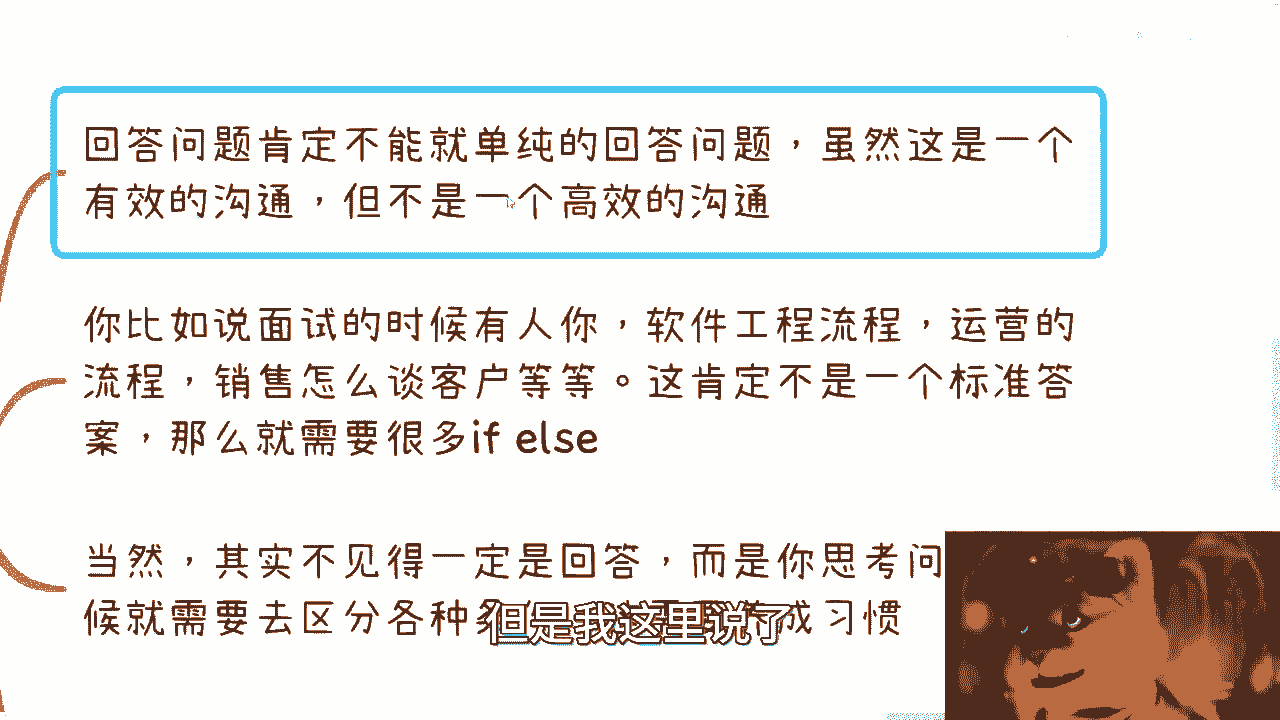 回答问题肯定不能就单纯的回答问题，虽然这是一个
有效的沟通，但不是一个高效的沟通
你比如说面试的时候有人你，软件工程流程，运营的
流程，销售怎么谈客户等等。这肯定不是一个标准答
案，那么就需要很多if else
当然，其实不见得一定是回答，而是你思考问
候就需要去区分各种
成习惯
但是我这里说了